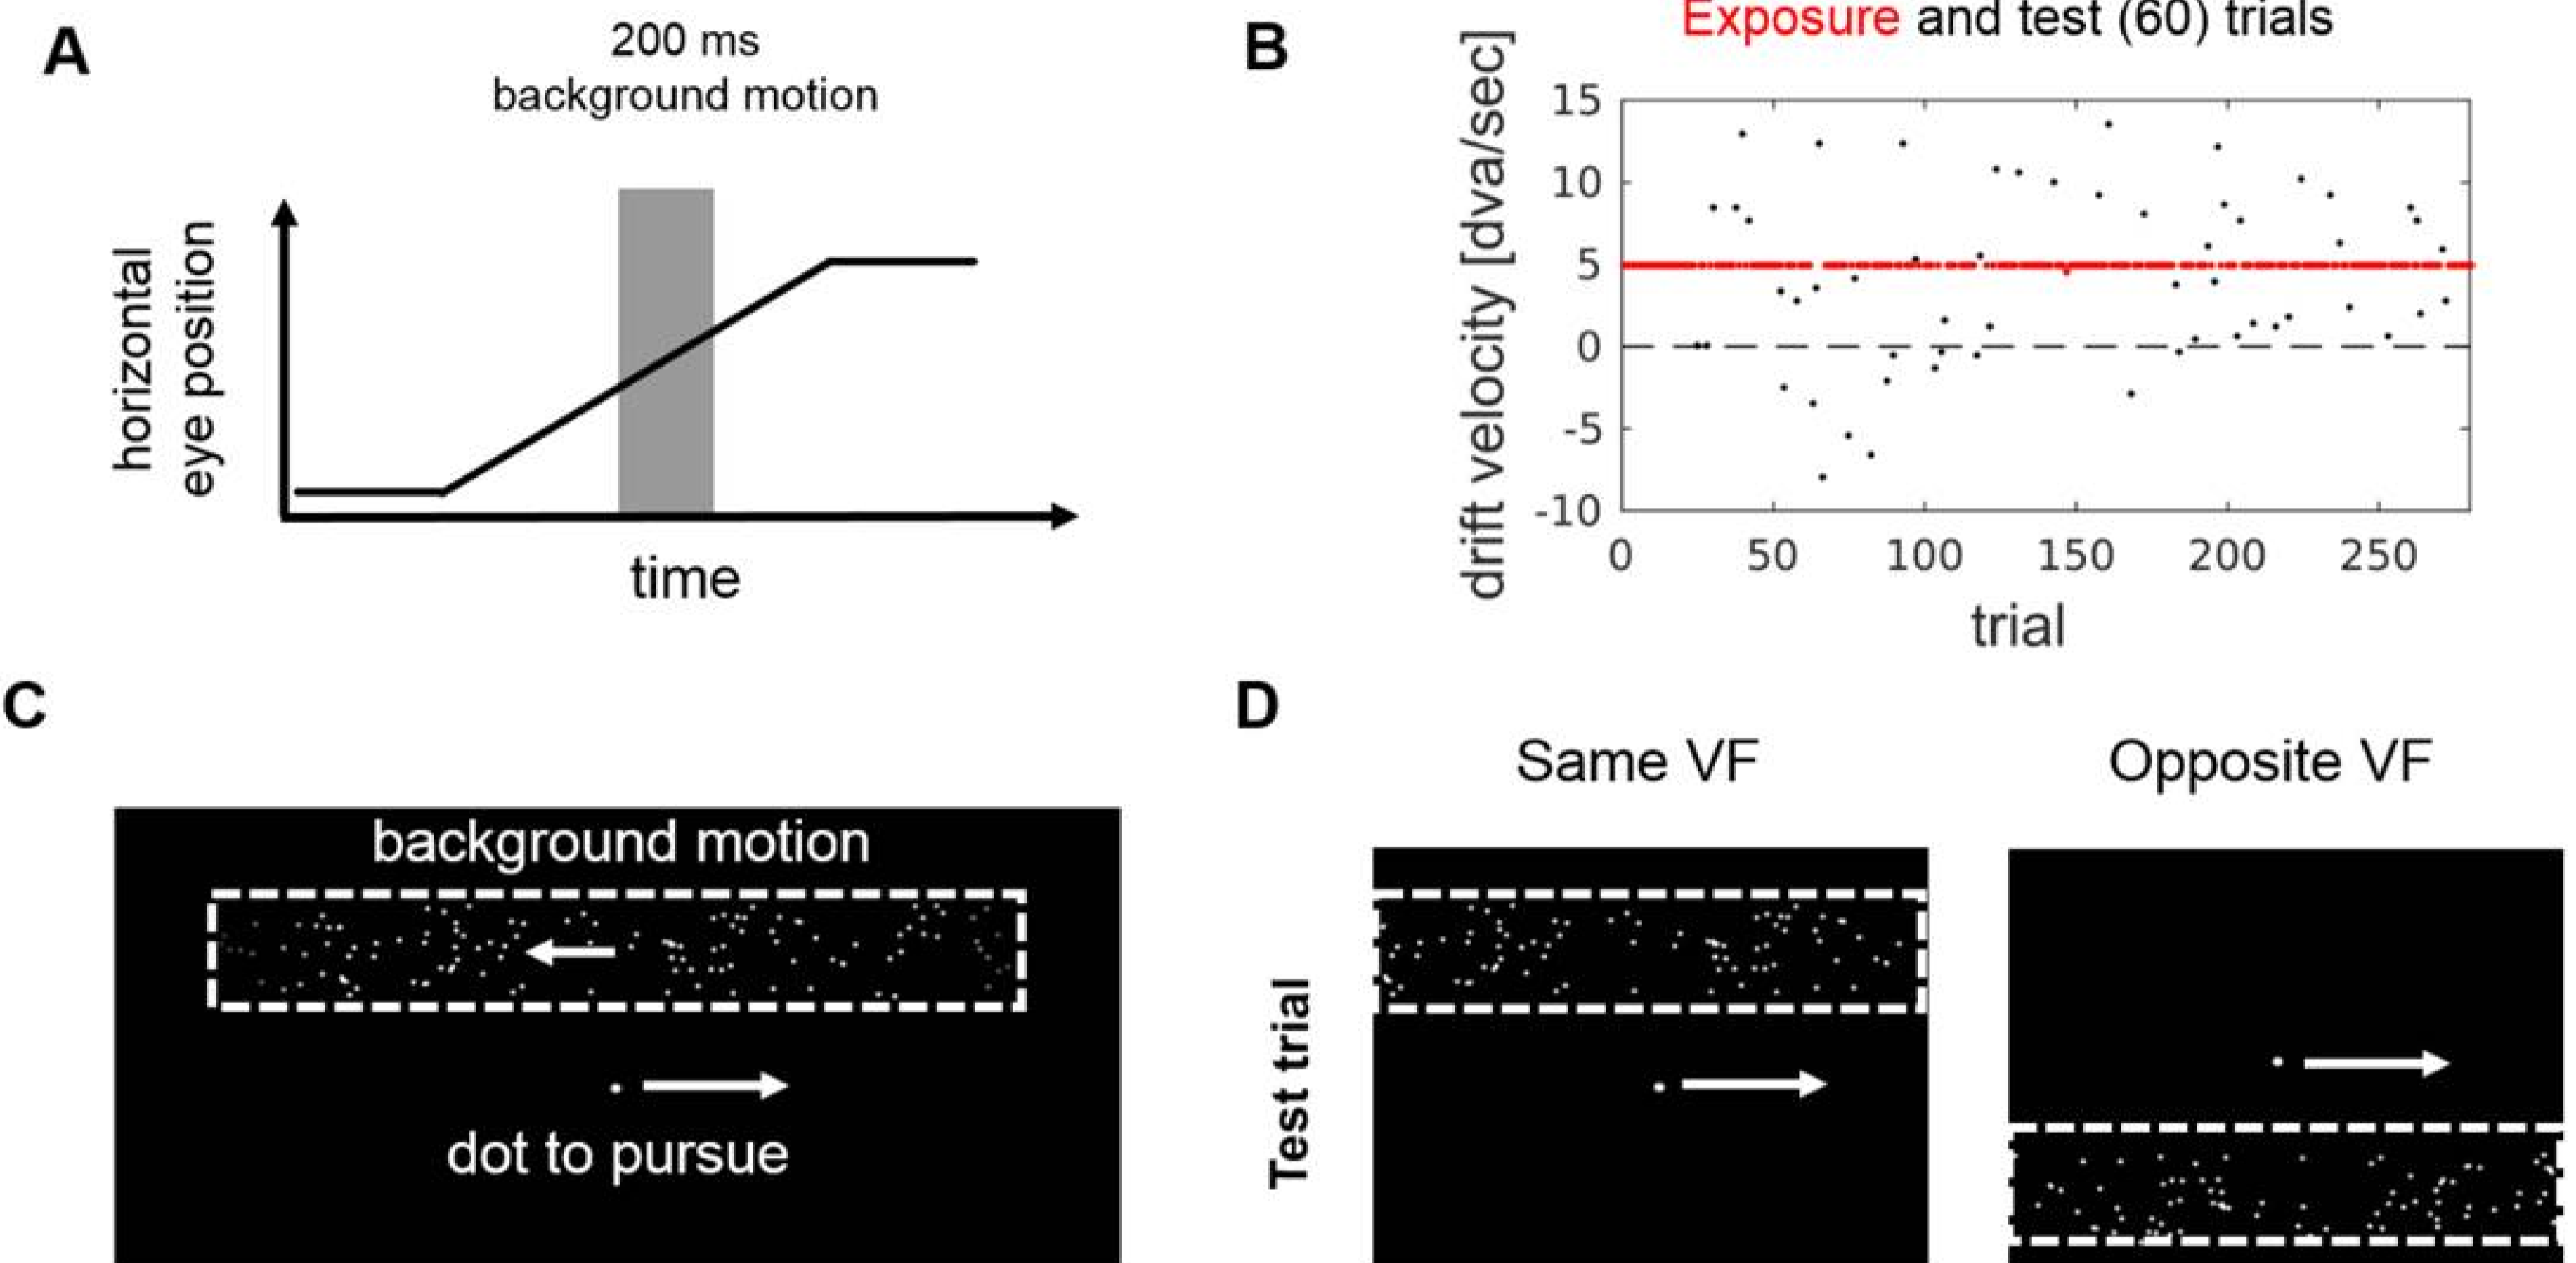 A
200 ms
background motion
horizontal
eye position
time
B
Exposure and test (60) trials
drift velocity [dva/sec]
15
10
5
0
-5
-10
0 50 100 150 200 250
trial
C
background motion
dot to pursue
D
Same VF
Opposite VF
Test trial